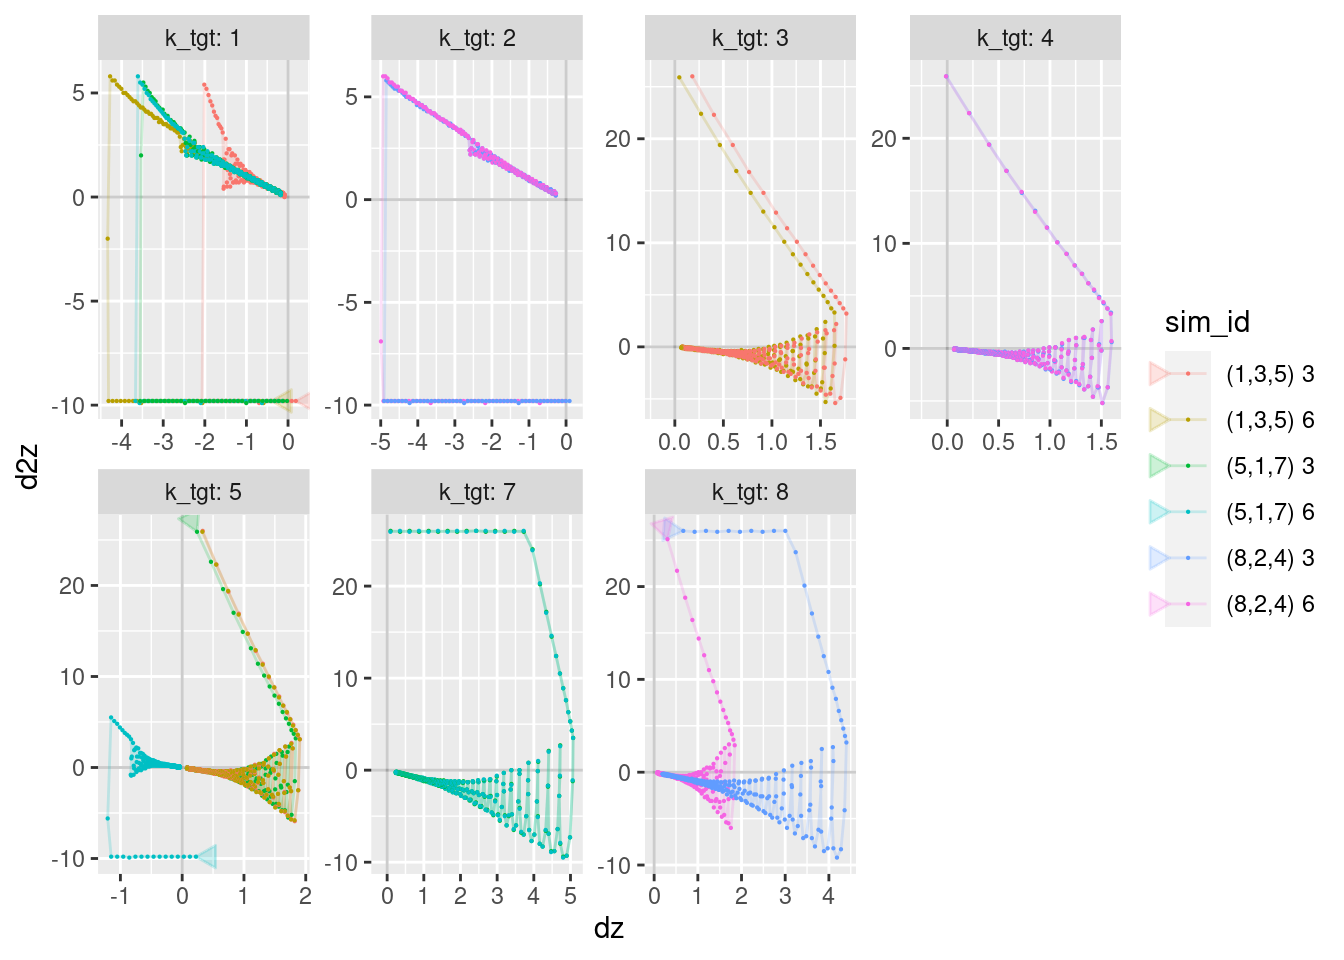 k_tgt: 1
k_tgt: 2
k_tgt: 3
k_tgt: 4
5
0
-5
-10
-4 -3 -2 -1 0
5
0
-5
-10
-5 -4 -3 -2 -1 0
20
10
0
0.0 0.5 1.0 1.5
20
10
0
0.0 0.5 1.0 1.5
d2z
k_tgt: 5
k_tgt: 7
k_tgt: 8
20
10
0
-10
-1 0 1 2
20
10
0
-10
0 1 2 3 4 5
20
10
0
-10
0 1 2 3 4
dz
sim_id
(1,3,5) 3
(1,3,5) 6
(5,1,7) 3
(5,1,7) 6
(8,2,4) 3
(8,2,4) 6